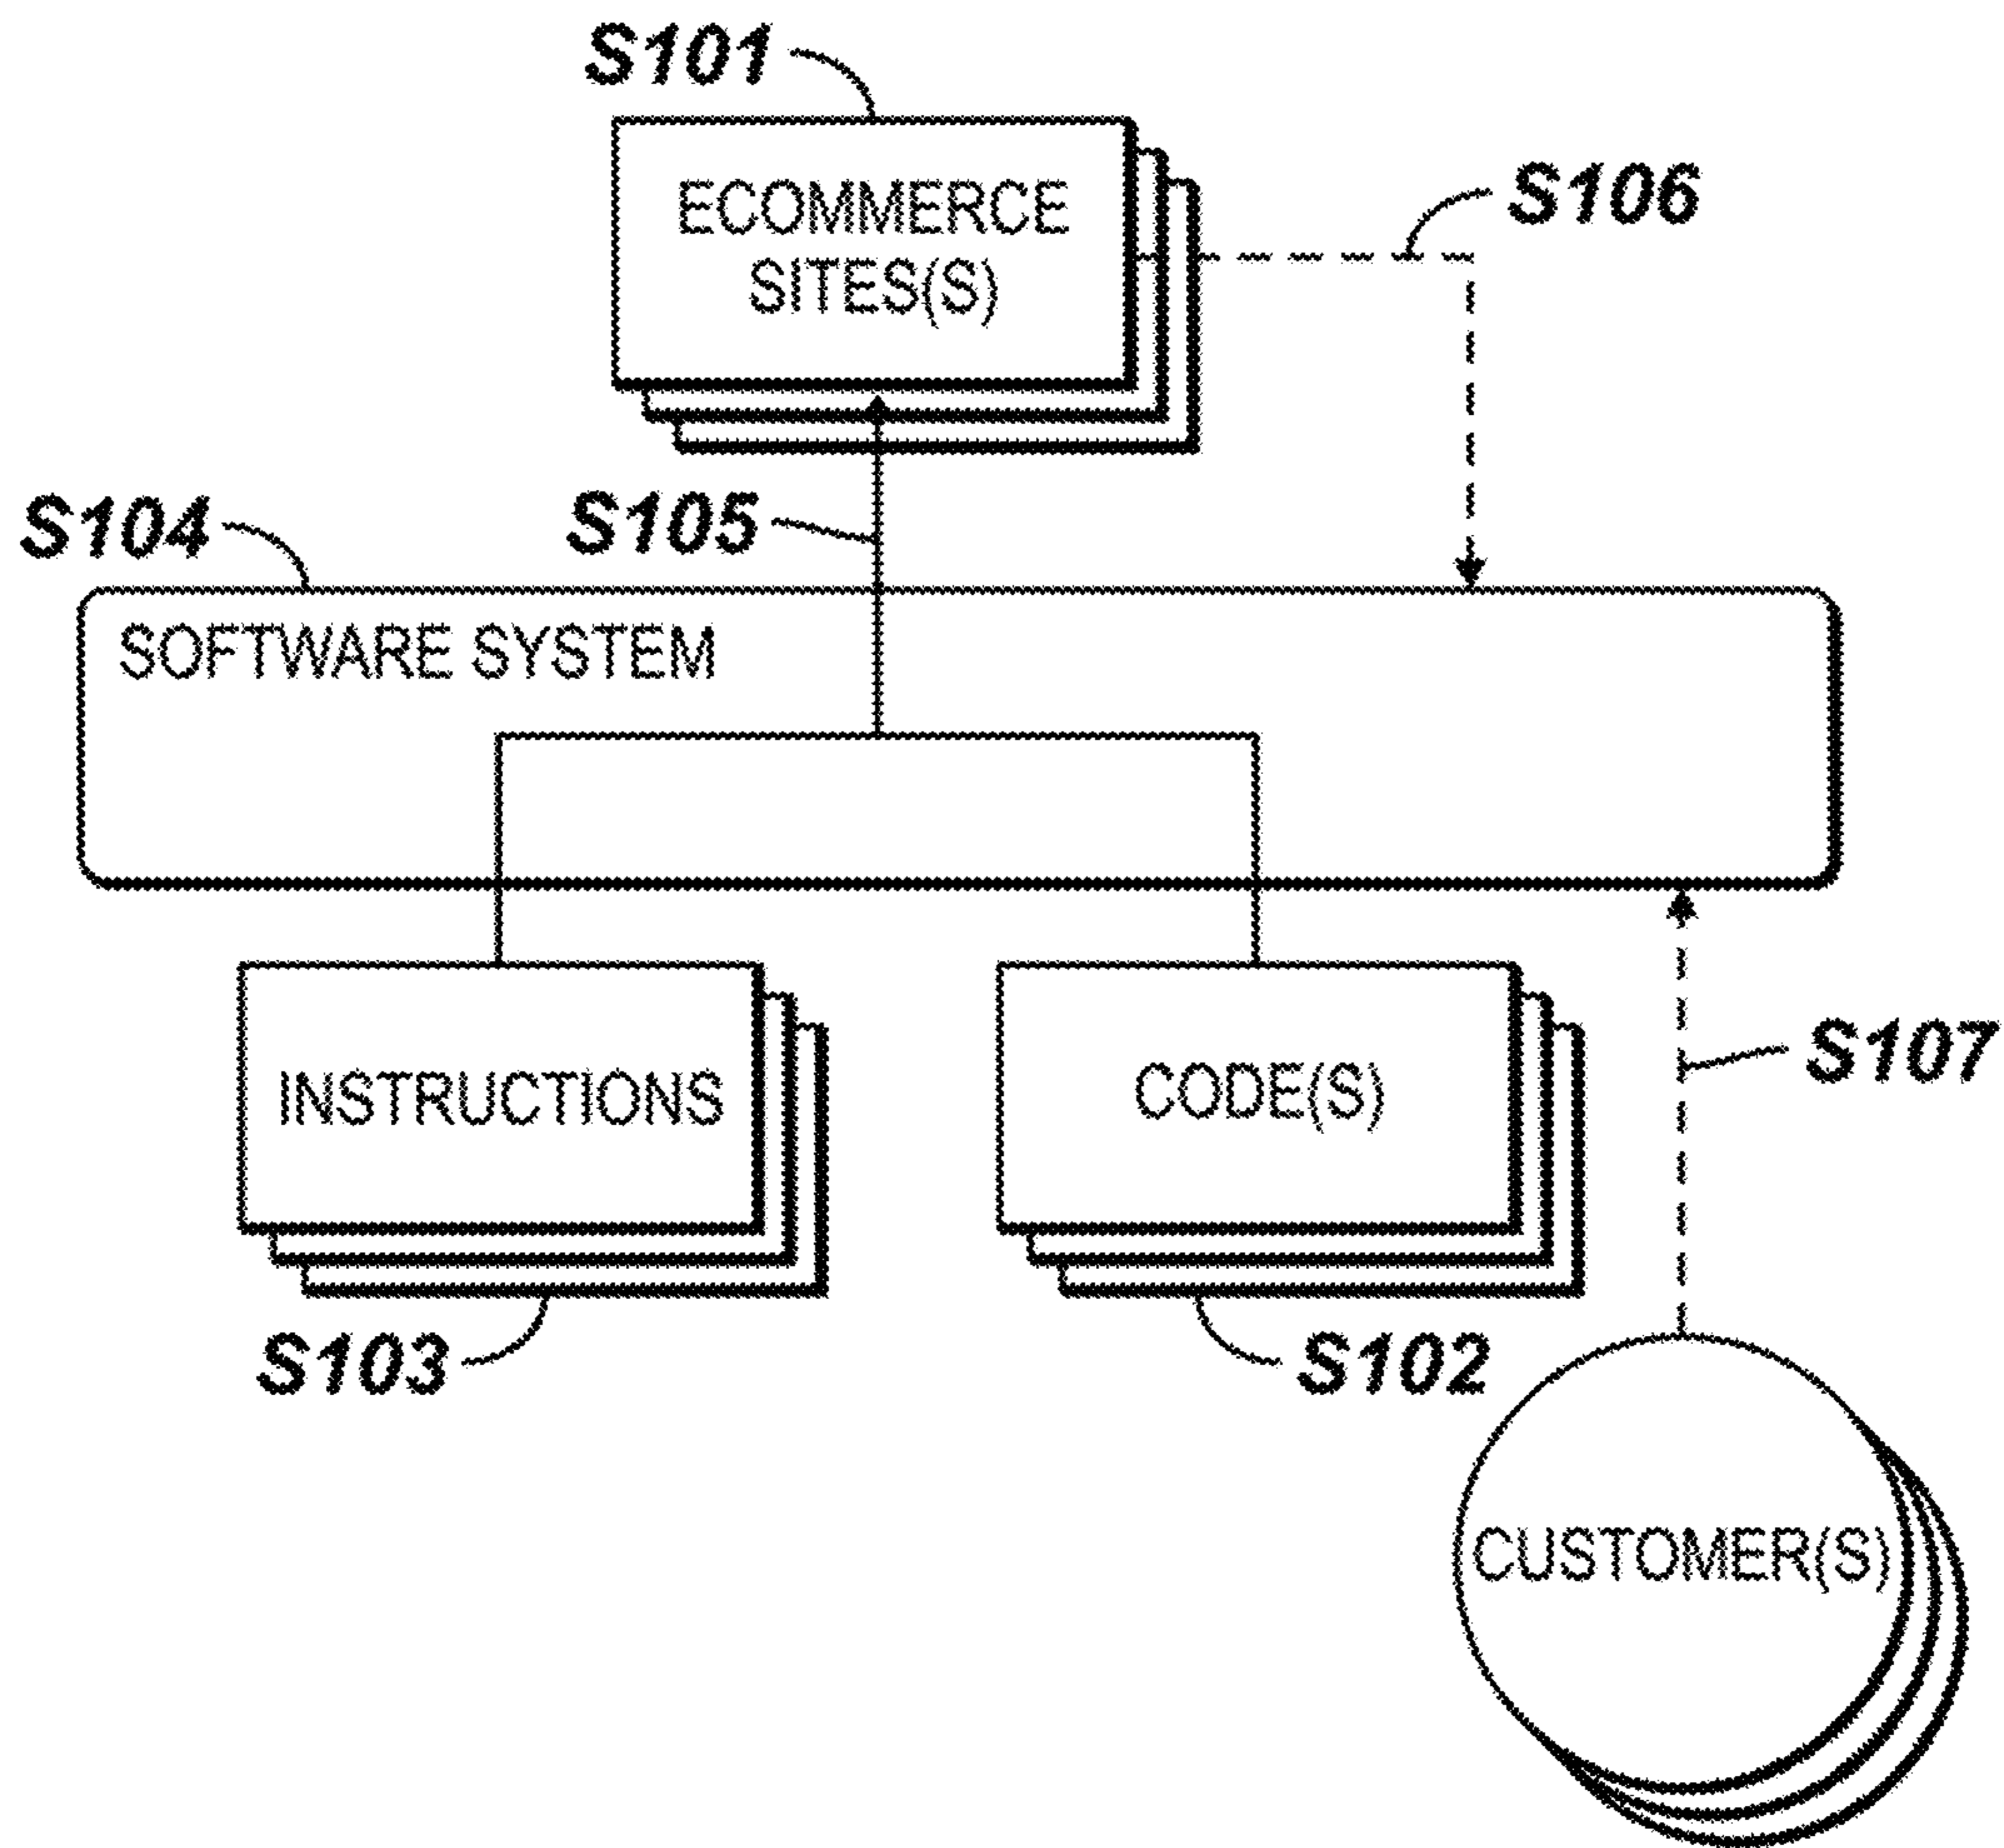 S101
ECOMMERCE
SITES(S)
S106
S104
S105
SOFTWARE SYSTEM
INSTRUCTIONS
CODE(S)
S107
S103
S102
CUSTOMER(S)